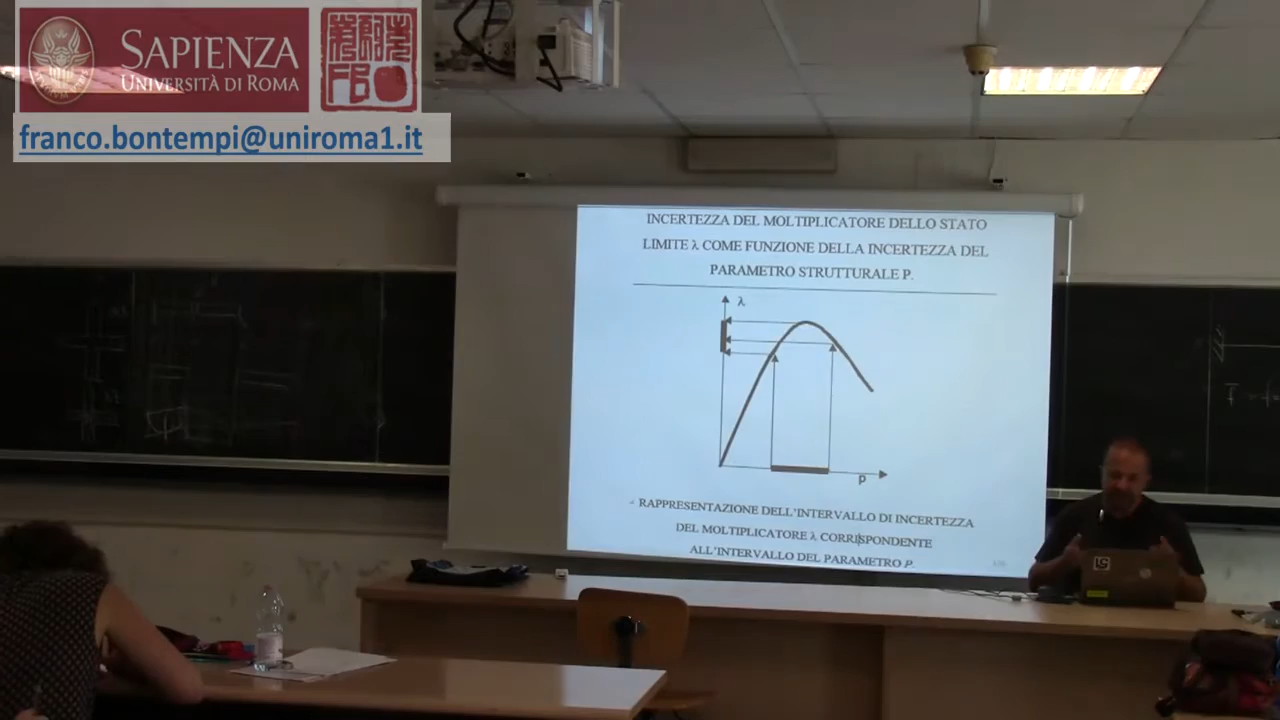 SAPIENZA
UNIVERSITÀ DI ROMA
FBO
franco.bontempi@uniroma1.it
INCERTEZZA DEL MOLTIPLICATORE DELLO STATO
LIMITE λ COME FUNZIONE DELLA INCERTEZZA DEL
PARAMETRO STRUTTURALE P.
λ
P
RAPPRESENTAZIONE DELL'INTERVALLO DI INCERTEZZA
DEL MOLTIPLICATORE λ CORRISPONDENTE
ALL'INTERVALLO DEL PARAMETRO P.